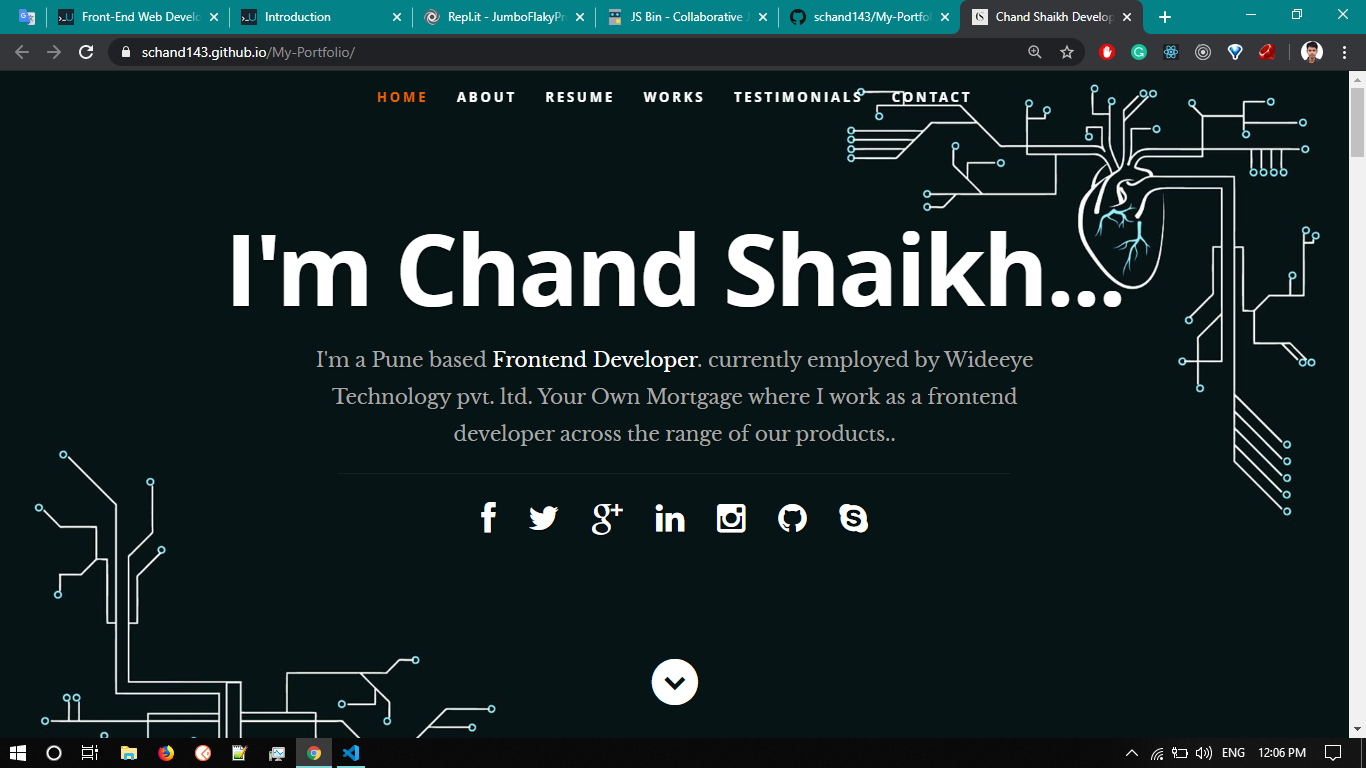 Front-End Web Develo
Introduction
Repl.it - JumboFlakyPr
JS Bin - Collaborative J
schand143/My-Portfol
Chand Shaikh Develop
schand143.github.io/My-Portfolio/
HOME ABOUT RESUME WORKS TESTIMONIALS CONTACT
I'm Chand Shaikh...
I'm a Pune based Frontend Developer. currently employed by Wideeye
Technology pvt. ltd. Your Own Mortgage where I work as a frontend
developer across the range of our products..
ENG 12:06 PM